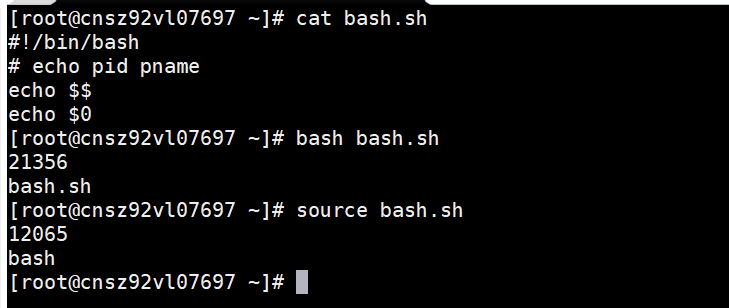 [root@cnsz92vl07697 ~]# cat bash.sh
#!/bin/bash
# echo pid pname
echo $$
echo $0
[root@cnsz92vl07697 ~]# bash bash.sh
21356
bash.sh
[root@cnsz92vl07697 ~]# source bash.sh
12065
bash
[root@cnsz92vl07697 ~]#